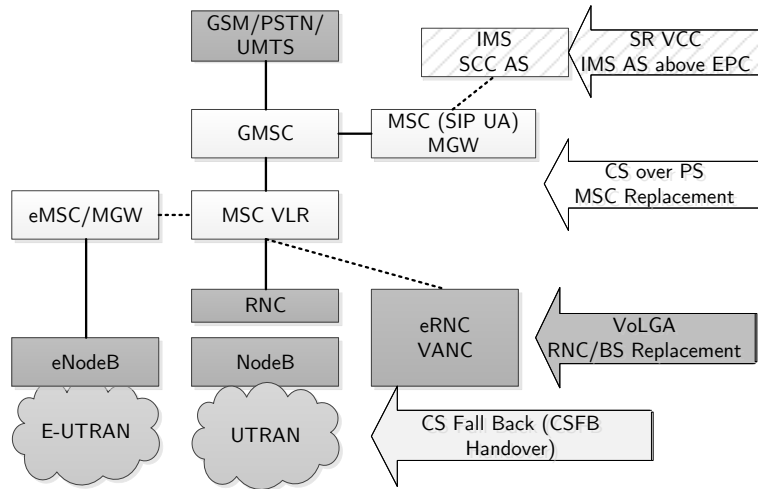 GSM/PSTN/
UMTS
IMS
SCC AS
SR VCC
IMS AS above EPC
GMSC
MSC (SIP UA)
MGW
CS over PS
MSC Replacement
eMSC/MGW
MSC VLR
RNC
eRNC
VANC
VoLGA
RNC/BS Replacement
eNodeB
NodeB
E-UTRAN
UTRAN
CS Fall Back (CSFB
Handover)